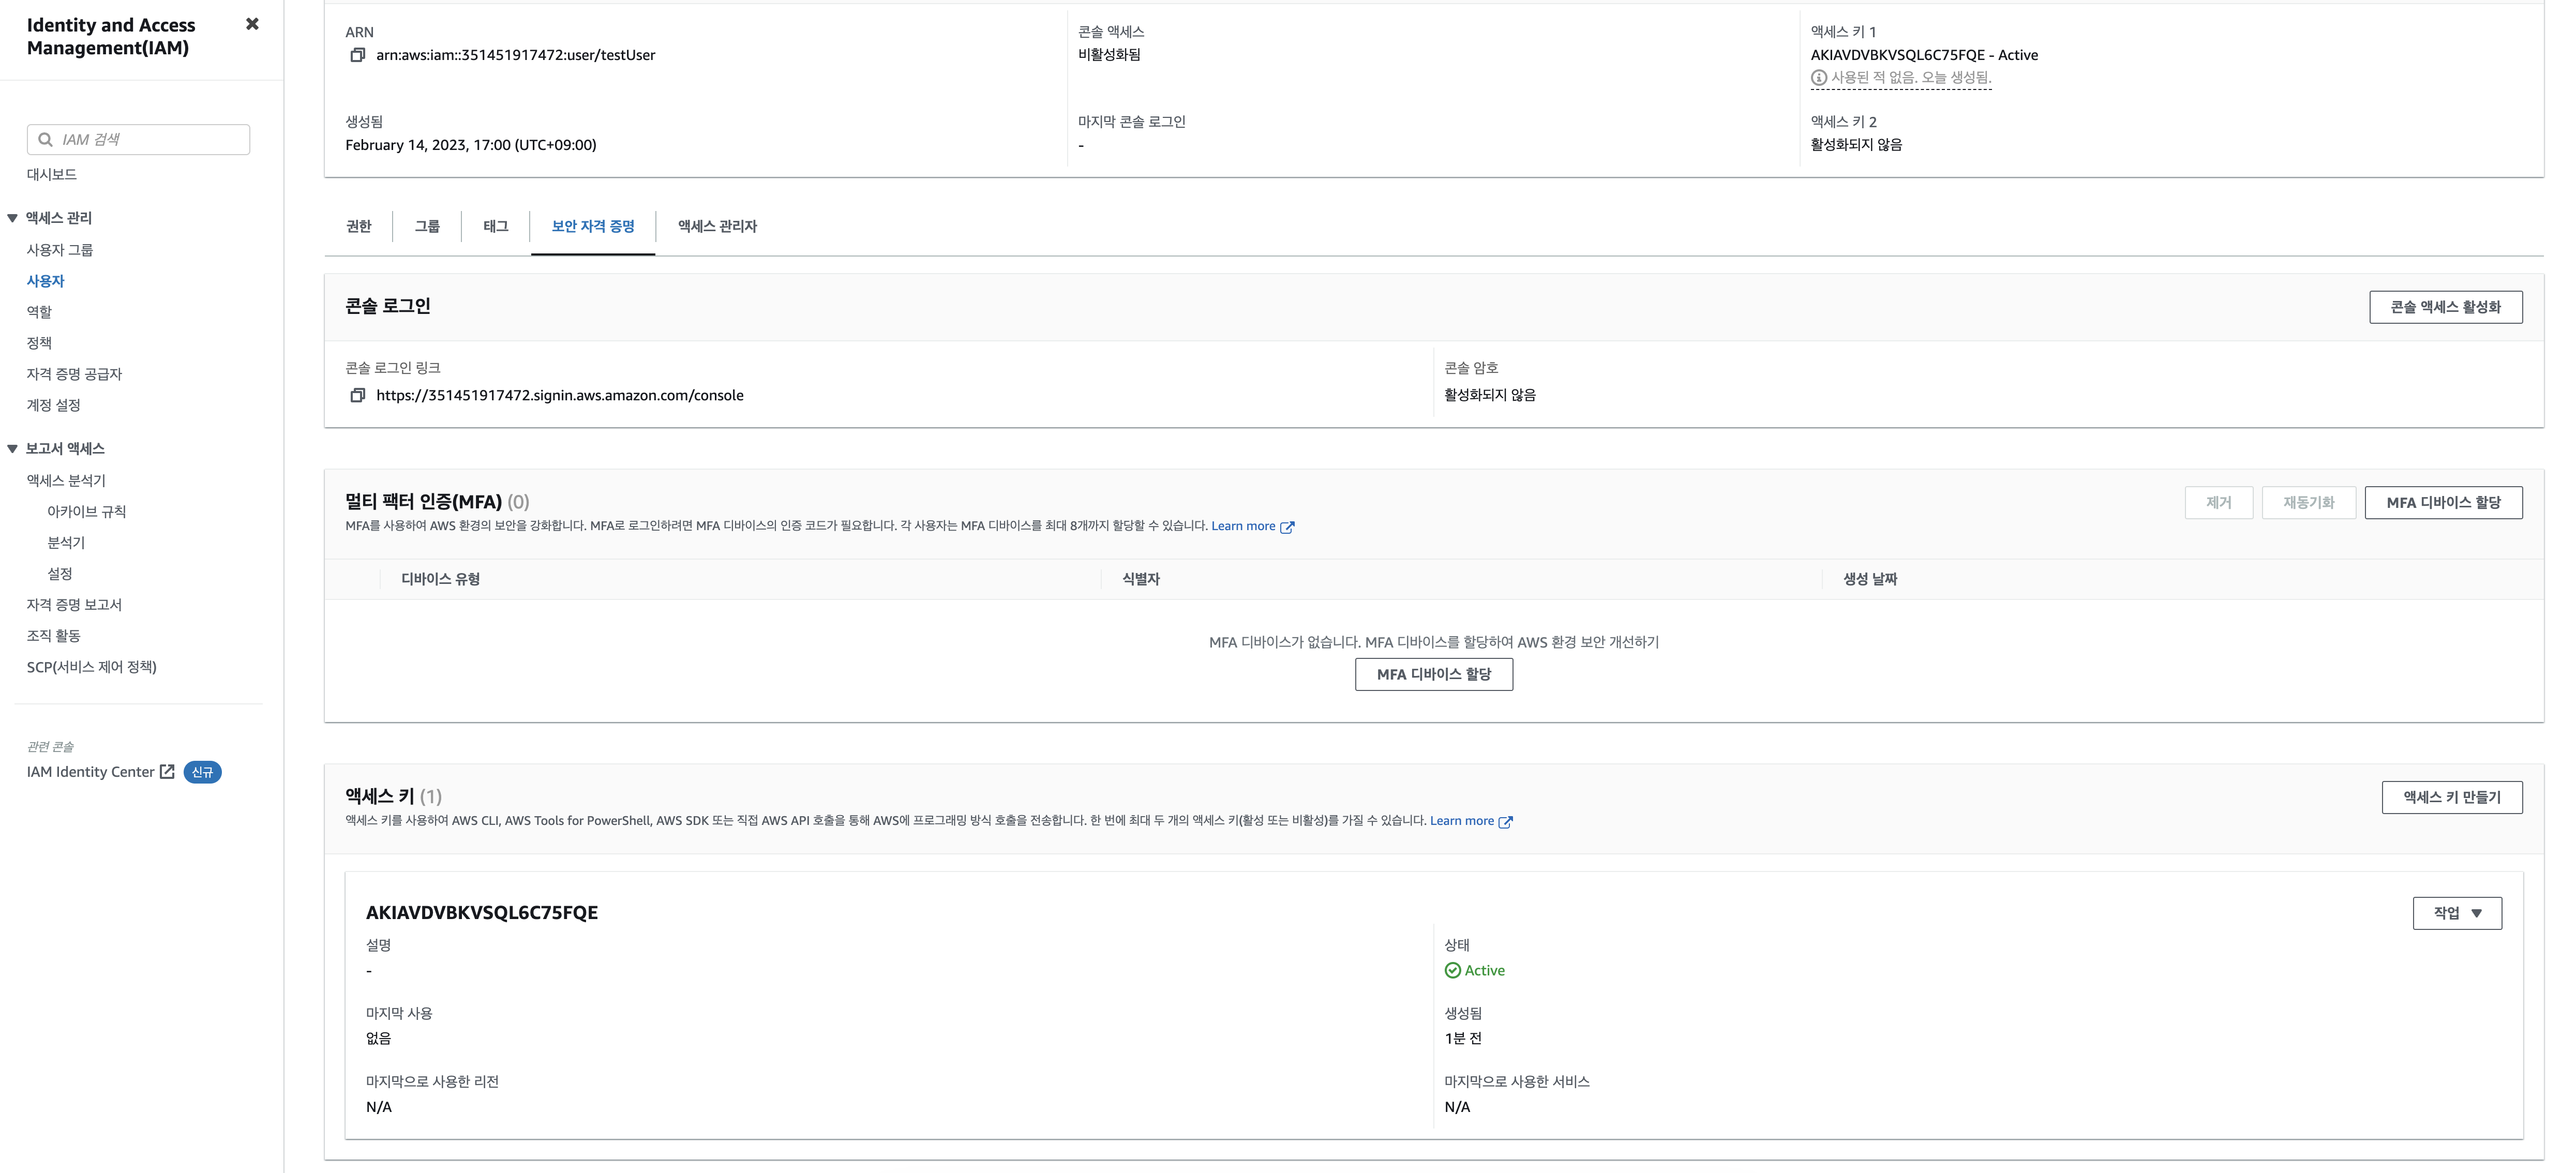 Identity and Access
Management(IAM)
IAM 검색
대시보드
액세스 관리
사용자 그룹
사용자
역할
정책
자격 증명 공급자
계정 설정
보고서 액세스
액세스 분석기
아카이브 규칙
분석기
설정
자격 증명 보고서
조직 활동
SCP(서비스 제어 정책)
관련 콘솔
IAM Identity Center 신규
ARN
arn:aws:iam::351451917472:user/testUser
콘솔 액세스
비활성화됨
액세스 키 1
AKIAVDVBKVSQL6C75FQE - Active
사용된 적 없음. 오늘 생성됨.
생성됨
February 14, 2023, 17:00 (UTC+09:00)
마지막 콘솔 로그인
-
액세스 키 2
활성화되지 않음
권한 그룹 태그 보안 자격 증명 액세스 관리자
콘솔 로그인
콘솔 액세스 활성화
콘솔 로그인 링크
https://351451917472.signin.aws.amazon.com/console
콘솔 암호
활성화되지 않음
멀티 팩터 인증(MFA) (0)
MFA를 사용하여 AWS 환경의 보안을 강화합니다. MFA로 로그인하려면 MFA 디바이스의 인증 코드가 필요합니다. 각 사용자는 MFA 디바이스를 최대 8개까지 할당할 수 있습니다. Learn more
제거 재동기화 MFA 디바이스 할당
디바이스 유형 식별자 생성 날짜
MFA 디바이스가 없습니다. MFA 디바이스를 할당하여 AWS 환경 보안 개선하기
MFA 디바이스 할당
액세스 키 (1)
액세스 키를 사용하여 AWS CLI, AWS Tools for PowerShell, AWS SDK 또는 직접 AWS API 호출을 통해 AWS에 프로그래밍 방식 호출을 전송합니다. 한 번에 최대 두 개의 액세스 키(활성 또는 비활성)를 가질 수 있습니다. Learn more
액세스 키 만들기
AKIAVDVBKVSQL6C75FQE
작업
설명
-
상태
Active
마지막 사용
없음
생성됨
1분 전
마지막으로 사용한 리전
N/A
마지막으로 사용한 서비스
N/A